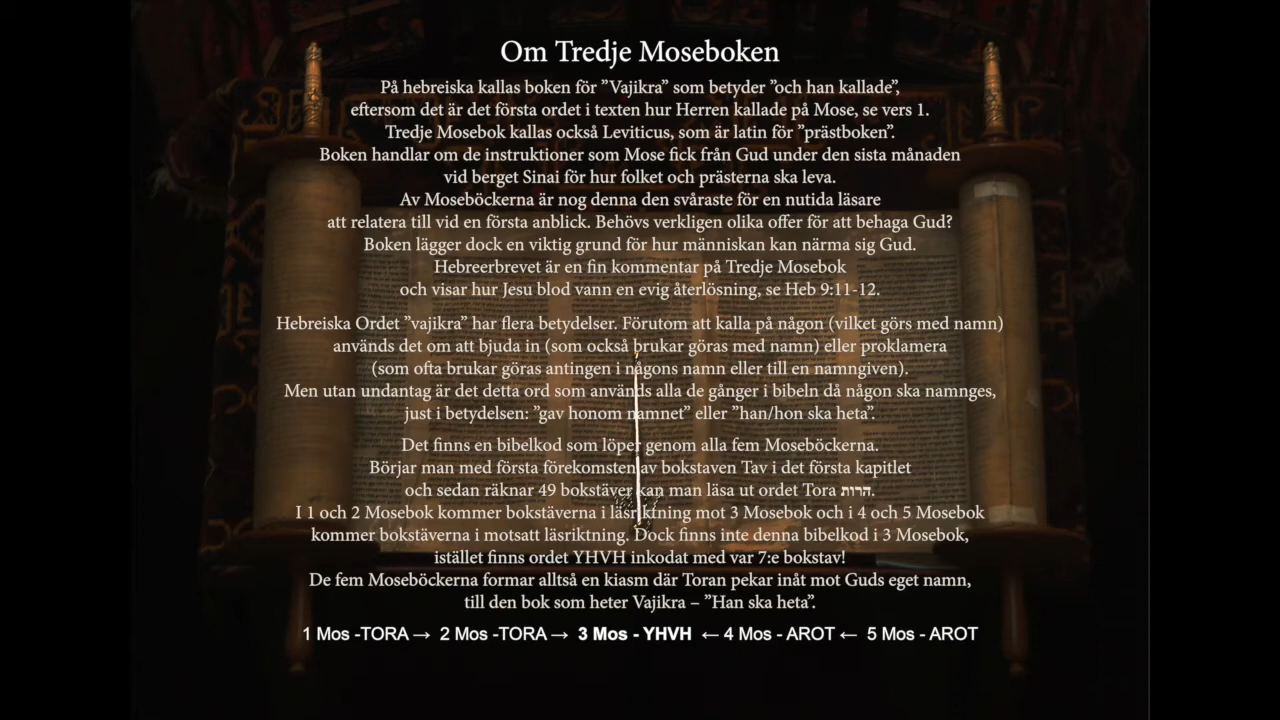 Om Tredje Moseboken
På hebreiska kallas boken för ”Vajikra” som betyder ”och han kallade”,
eftersom det är det första ordet i texten hur Herren kallade på Mose, se vers 1.
Tredje Mosebok kallas också Leviticus, som är latin för ”prästboken”.
Boken handlar om de instruktioner som Mose fick från Gud under den sista månaden
vid berget Sinai för hur folket och prästerna ska leva.
Av Moseböckerna är nog denna den svåraste för en nutida läsare
att relatera till vid en första anblick. Behövs verkligen olika offer för att behaga Gud?
Boken lägger dock en viktig grund för hur människan kan närma sig Gud.
Hebreerbrevet är en fin kommentar på Tredje Mosebok
och visar hur Jesu blod vann en evig återlösning, se Heb 9:11-12.
Hebreiska Ordet ”vajikra” har flera betydelser. Förutom att kalla på någon (vilket görs med namn)
används det om att bjuda in (som också brukar göras med namn) eller proklamera
(som ofta brukar göras antingen i någons namn eller till en namngiven).
Men utan undantag är det detta ord som används alla de gånger i bibeln då någon ska namnges,
just i betydelsen: ”gav honom namnet” eller ”han/hon ska heta”.
Det finns en bibelkod som löper genom alla fem Moseböckerna.
Börjar man med första förekomsten av bokstaven Tav i det första kapitlet
och sedan räknar 49 bokstäver kan man läsa ut ordet Tora הרות.
I 1 och 2 Mosebok kommer bokstäverna i läsriktning mot 3 Mosebok och i 4 och 5 Mosebok
kommer bokstäverna i motsatt läsriktning. Dock finns inte denna bibelkod i 3 Mosebok,
istället finns ordet YHVH inkodat med var 7:e bokstav!
De fem Moseböckerna formar alltså en kiasm där Toran pekar inåt mot Guds eget namn,
till den bok som heter Vajikra – ”Han ska heta”.
1 Mos -TORA → 2 Mos -TORA → 3 Mos - YHVH ← 4 Mos - AROT ← 5 Mos - AROT